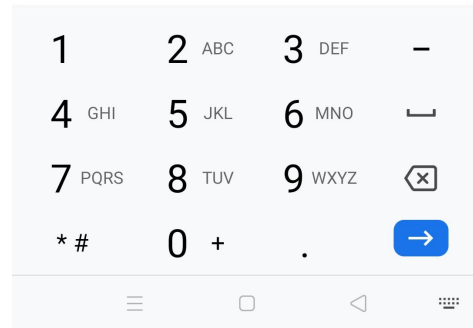 1 2 ABC 3 DEF -
4 GHI 5 JKL 6 MNO
7 PQRS 8 TUV 9 WXYZ
* # 0 + .